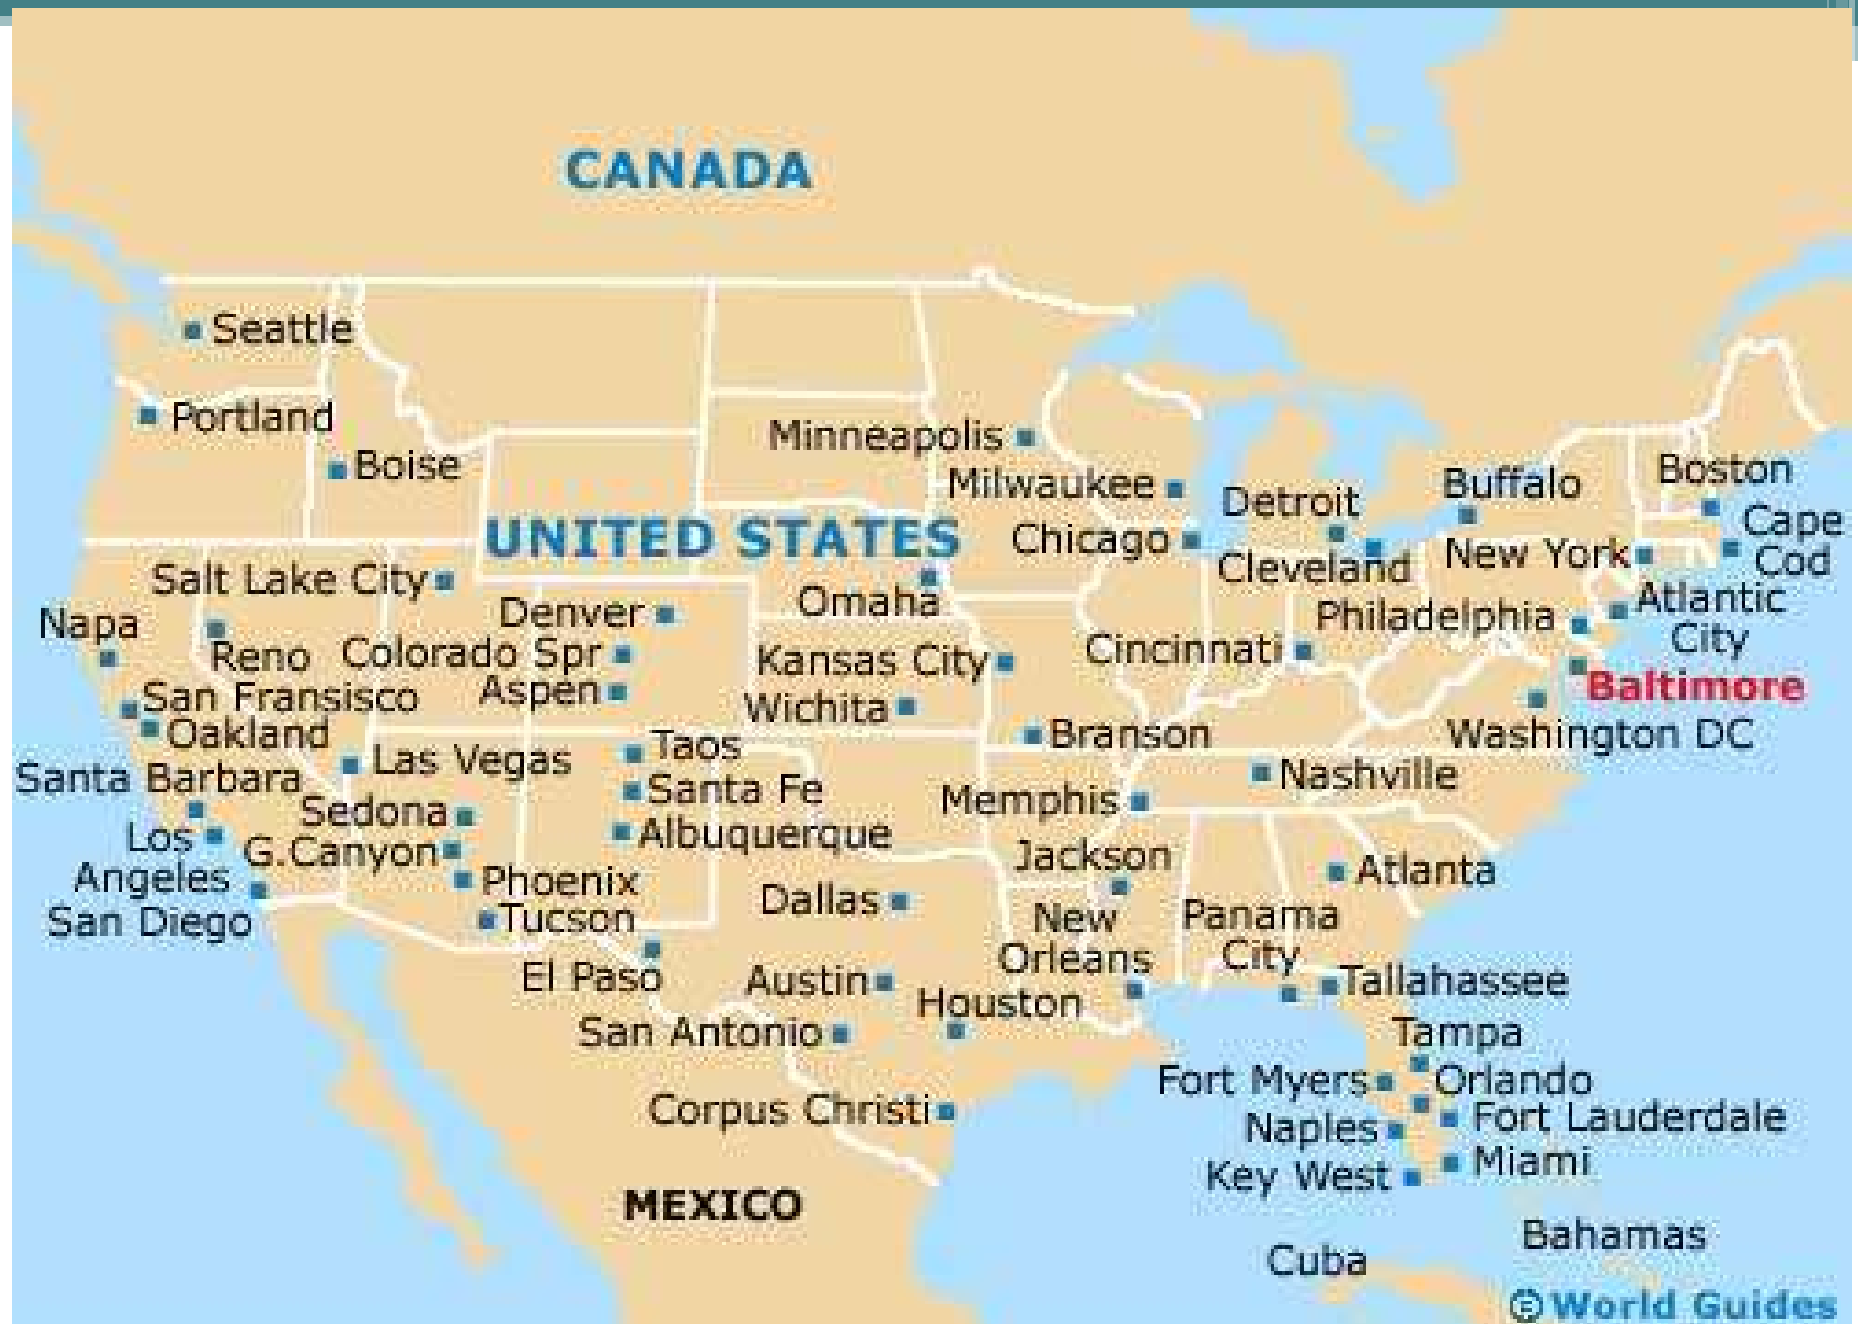 CANADA
Seattle
Portland
Boise
Minneapolis
Milwaukee
Detroit
Buffalo
Boston
UNITED STATES
Chicago
Cleveland
New York
Cape
Cod
Salt Lake City
Omaha
Atlantic
City
Napa
Denver
Philadelphia
Reno
Colorado Spr
Kansas City
Cincinnati
Baltimore
San Fransisco
Aspen
Wichita
Oakland
Branson
Washington DC
Las Vegas
Taos
Santa Barbara
Santa Fe
Nashville
Sedona
Memphis
Los
Angeles
G.Canyon
Albuquerque
Jackson
Phoenix
Dallas
Atlanta
San Diego
Tucson
New
Orleans
Panama
City
El Paso
Austin
Houston
Tallahassee
San Antonio
Tampa
Fort Myers
Orlando
Corpus Christi
Naples
Fort Lauderdale
Key West
Miami
MEXICO
Bahamas
Cuba
© World Guides